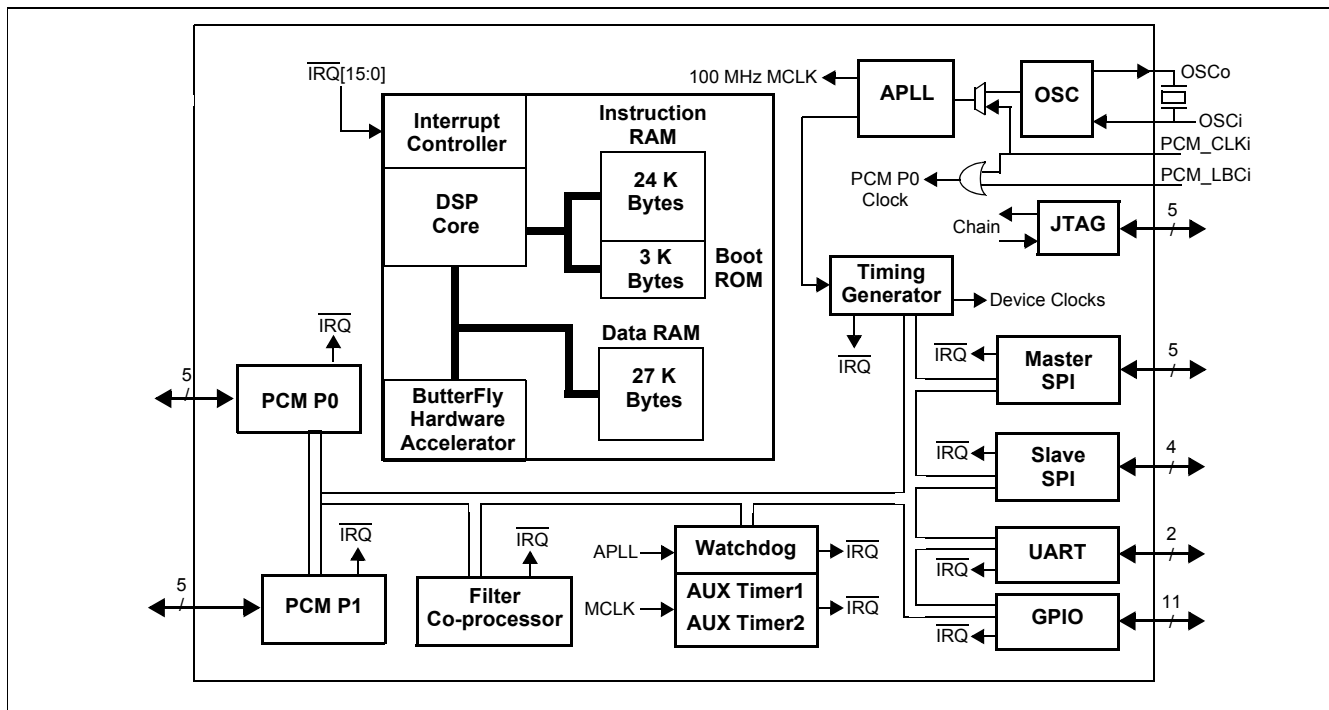 IRQ[15:0]
Interrupt
Controller
DSP
Core
Instruction
RAM
24 K
Bytes
3 K
Bytes
Boot
ROM
Data RAM
27 K
Bytes
ButterFly
Hardware
Accelerator
100 MHz MCLK
APLL
OSC
OSCo
OSCi
PCM_CLKi
PCM_LBCi
PCM P0
Clock
Chain
JTAG
5
Timing
Generator
Device Clocks
IRQ
IRQ
Master
SPI
5
IRQ
Slave
SPI
4
UART
IRQ
2
GPIO
IRQ
11
IRQ
5
PCM P0
IRQ
5
PCM P1
IRQ
Filter
Co-processor
APLL
Watchdog
IRQ
MCLK
AUX Timer1
AUX Timer2
IRQ